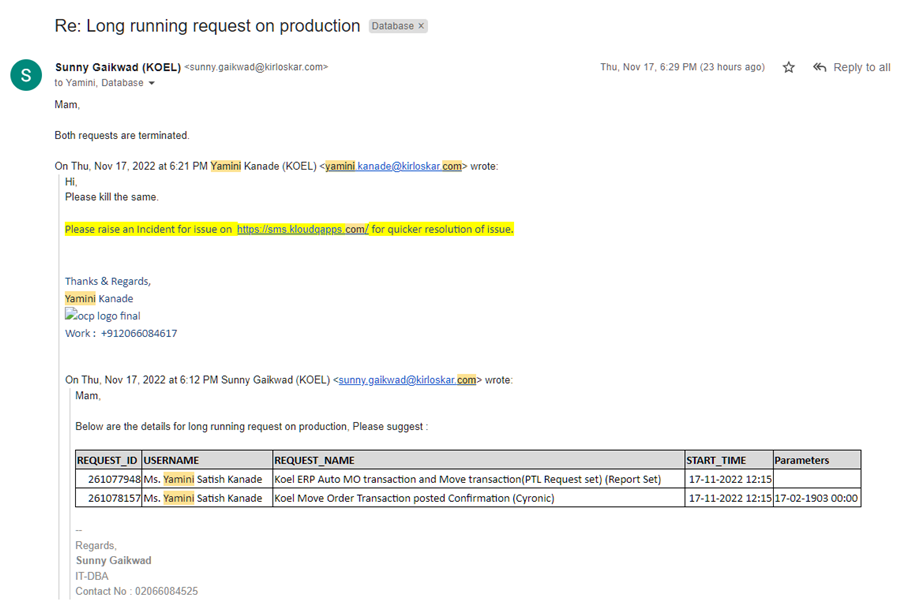 Re: Long running request on production Database ×
S
Sunny Gaikwad (KOEL) <sunny.gaikwad@kirloskar.com> Thu, Nov 17, 6:29 PM (23 hours ago) Reply to all
to Yamini, Database
Mam,
Both requests are terminated.
On Thu, Nov 17, 2022 at 6:21 PM Yamini Kanade (KOEL) <yamini.kanade@kirloskar.com> wrote:
Hi,
Please kill the same.
Please raise an Incident for issue on https://sms.kloudqapps.com/ for quicker resolution of issue.
Thanks & Regards,
Yamini Kanade
ocp logo final
Work : +912066084617
On Thu, Nov 17, 2022 at 6:12 PM Sunny Gaikwad (KOEL) <sunny.gaikwad@kirloskar.com> wrote:
Mam,
Below are the details for long running request on production, Please suggest :
REQUEST_ID USERNAME REQUEST_NAME START_TIME Parameters
261077948 Ms. Yamini Satish Kanade Koel ERP Auto MO transaction and Move transaction(PTL Request set) (Report Set) 17-11-2022 12:15
261078157 Ms. Yamini Satish Kanade Koel Move Order Transaction posted Confirmation (Cyronic) 17-11-2022 12:15 17-02-1903 00:00
--
Regards,
Sunny Gaikwad
IT-DBA
Contact No : 02066084525